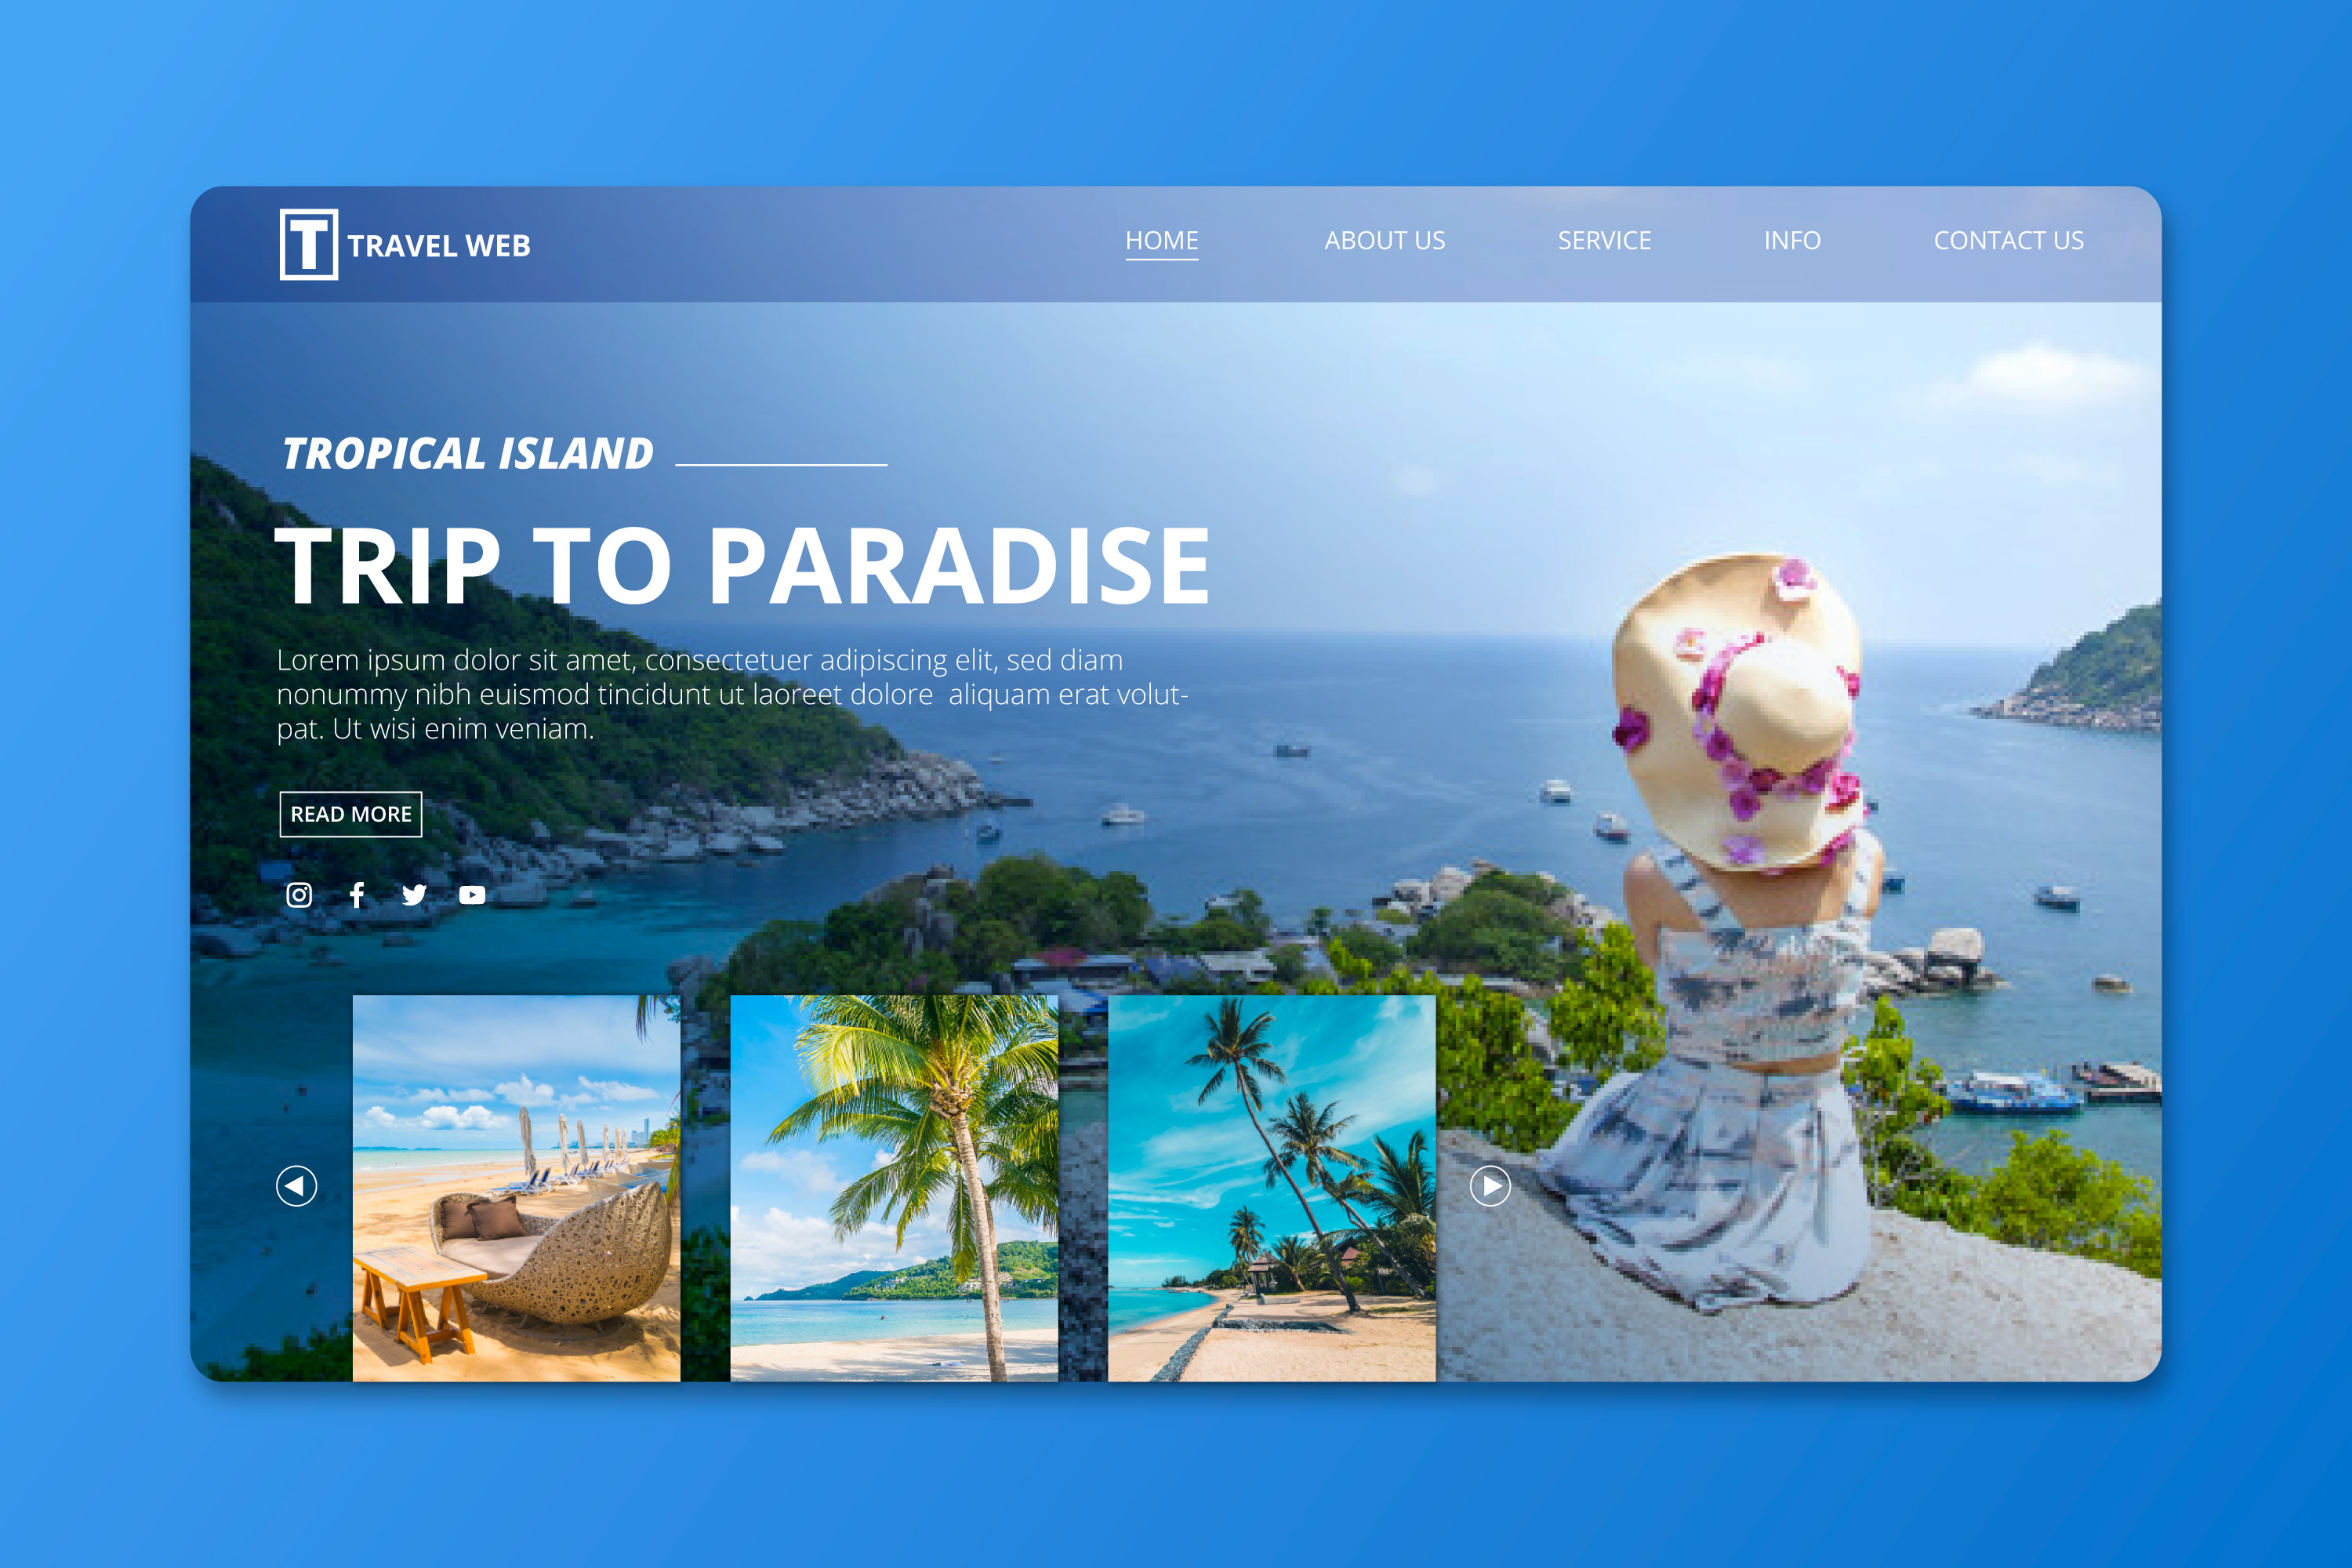 T TRAVEL WEB
HOME ABOUT US SERVICE INFO CONTACT US
TROPICAL ISLAND
TRIP TO PARADISE
Lorem ipsum dolor sit amet, consectetuer adipiscing elit, sed diam
nonummy nibh euismod tincidunt ut laoreet dolore  aliquam erat volut-
pat. Ut wisi enim veniam.
READ MORE